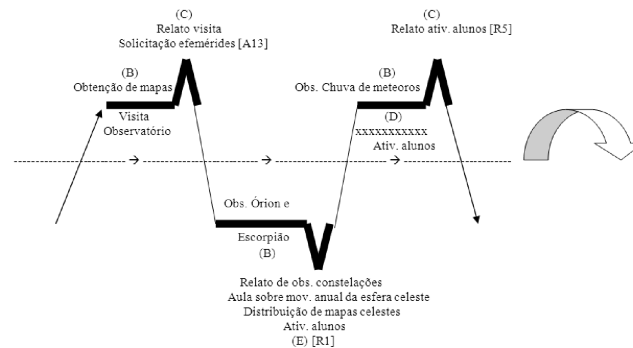 (C)
Relato visita
Solicitação efemérides [A13]
(B)
Obtenção de mapas
Visita
Observatório
(C)
Relato ativ. alunos [R5]
(B)
Obs. Chuva de meteoros
(D)
xxxxxxxxxxx
Ativ. alunos
Obs. Órion e
Escorpião
(B)
Relato de obs. constelações
Aula sobre mov. anual da esfera celeste
Distribuição de mapas celestes
Ativ. alunos
(E) [R1]